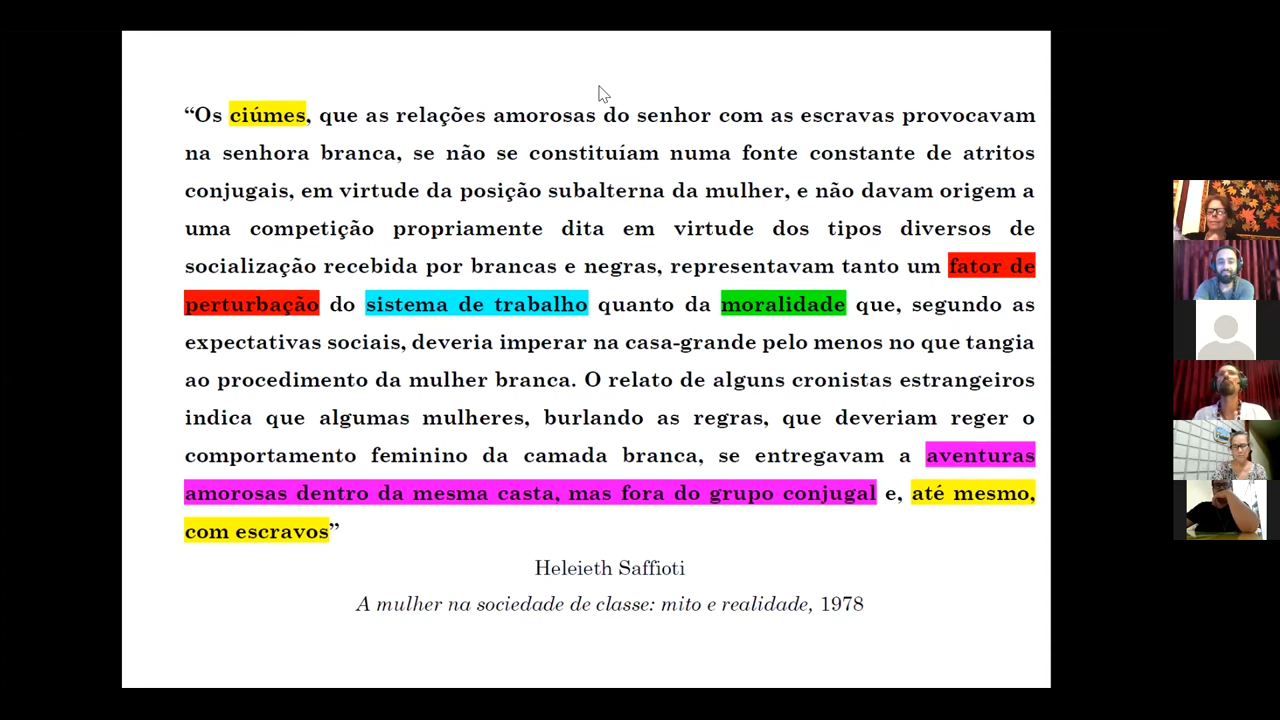 “Os ciúmes, que as relações amorosas do senhor com as escravas provocavam
na senhora branca, se não se constituíam numa fonte constante de atritos
conjugais, em virtude da posição subalterna da mulher, e não davam origem a
uma competição propriamente dita em virtude dos tipos diversos de
socialização recebida por brancas e negras, representavam tanto um fator de
perturbação do sistema de trabalho quanto da moralidade que, segundo as
expectativas sociais, deveria imperar na casa-grande pelo menos no que tangia
ao procedimento da mulher branca. O relato de alguns cronistas estrangeiros
indica que algumas mulheres, burlando as regras, que deveriam reger o
comportamento feminino da camada branca, se entregavam a aventuras
amorosas dentro da mesma casta, mas fora do grupo conjugal e, até mesmo,
com escravos”
Heleieth Saffioti
A mulher na sociedade de classe: mito e realidade, 1978